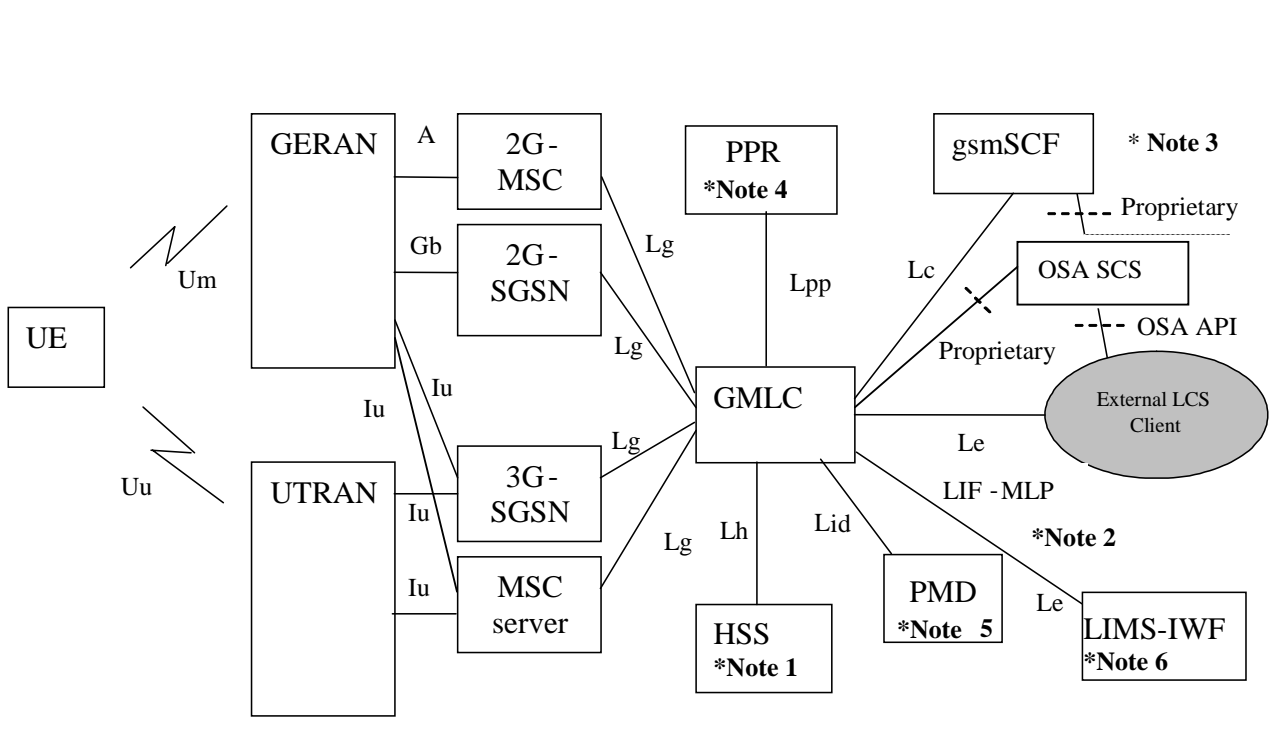 GERAN
A
2G-
MSC
PPR
*Note 4
gsmSCF
* Note 3
Proprietary
Um
Gb
2G-
SGSN
Lg
Lpp
Lc
OSA SCS
OSA API
UE
Lg
Proprietary
Iu
Iu
GMLC
External LCS
Client
Lg
Le
Uu
UTRAN
3G-
SGSN
Iu
LIF -MLP
*Note 2
Lg
Lh
Lid
Iu
MSC
server
HSS
*Note 1
PMD
*Note 5
Le
LIMS-IWF
*Note 6